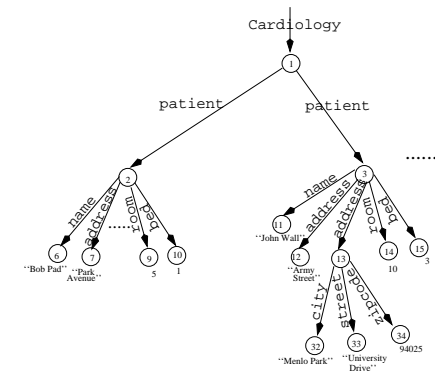 Cardiology
1
patient
patient
2
3
......
name
address
......
room
bed
name
address
address
room
bed
6
7
9
10
11
12
13
14
15
‘‘Bob Pad’’
‘‘Park
Avenue’’
5
1
‘‘John Wall’’
‘‘Army
Street’’
10
3
city
street
zipcode
32
33
34
‘‘Menlo Park’’
‘‘University
Drive’’
94025